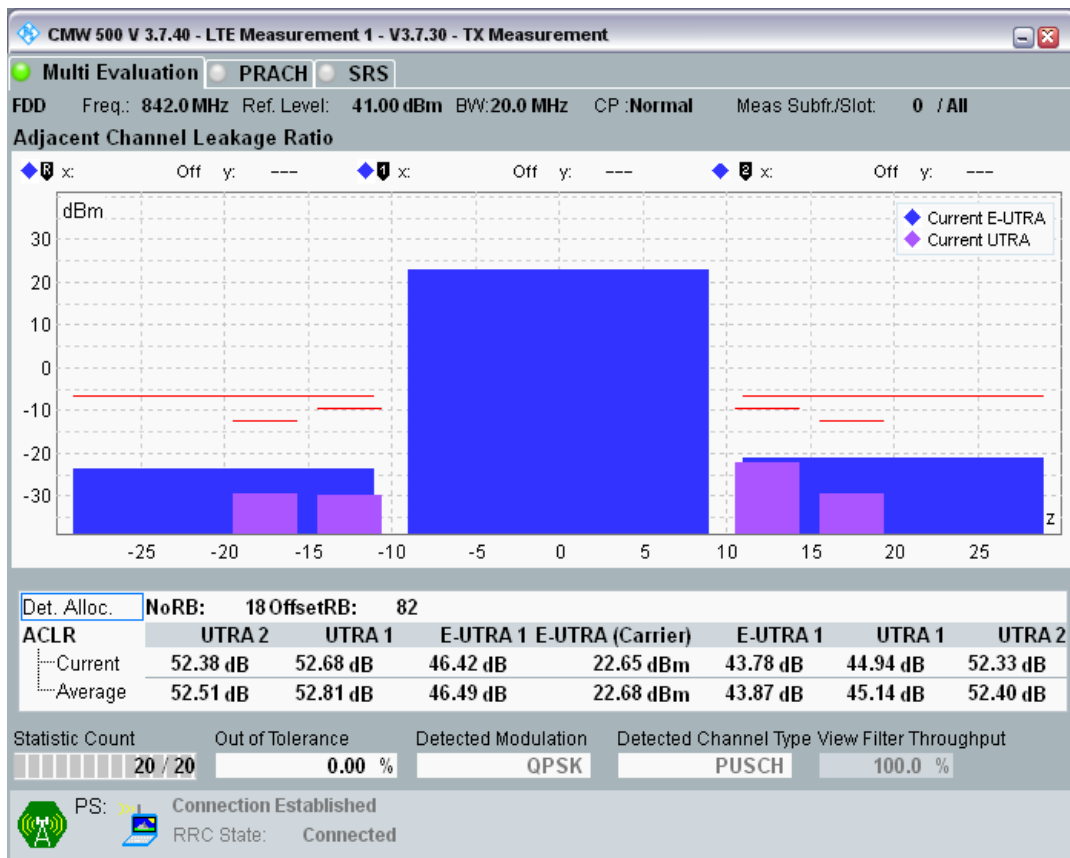 CMW 500 V 3.7.40 - LTE Measurement 1 - V3.7.30 - TX Measurement
Multi Evaluation PRACH SRS
FDD Freq.: 842.0 MHz Ref. Level: 41.00 dBm BW:20.0 MHz CP :Normal Meas Subfr./Slot: 0 / All
Adjacent Channel Leakage Ratio
R x: Off y: --- 1 x: Off y: --- 2 x: Off y: ---
dBm
Current E-UTRA
Current UTRA
30
20
10
0
-10
-20
-30
z
-25 -20 -15 -10 -5 0 5 10 15 20 25
Det. Alloc. NoRB: 18 OffsetRB: 82
ACLR UTRA 2 UTRA 1 E-UTRA 1 E-UTRA (Carrier) E-UTRA 1 UTRA 1 UTRA 2
Current 52.38 dB 52.68 dB 46.42 dB 22.65 dBm 43.78 dB 44.94 dB 52.33 dB
Average 52.51 dB 52.81 dB 46.49 dB 22.68 dBm 43.87 dB 45.14 dB 52.40 dB
Statistic Count Out of Tolerance Detected Modulation Detected Channel Type View Filter Throughput
20 / 20 0.00 % QPSK PUSCH 100.0 %
PS: Connection Established
RRC State: Connected